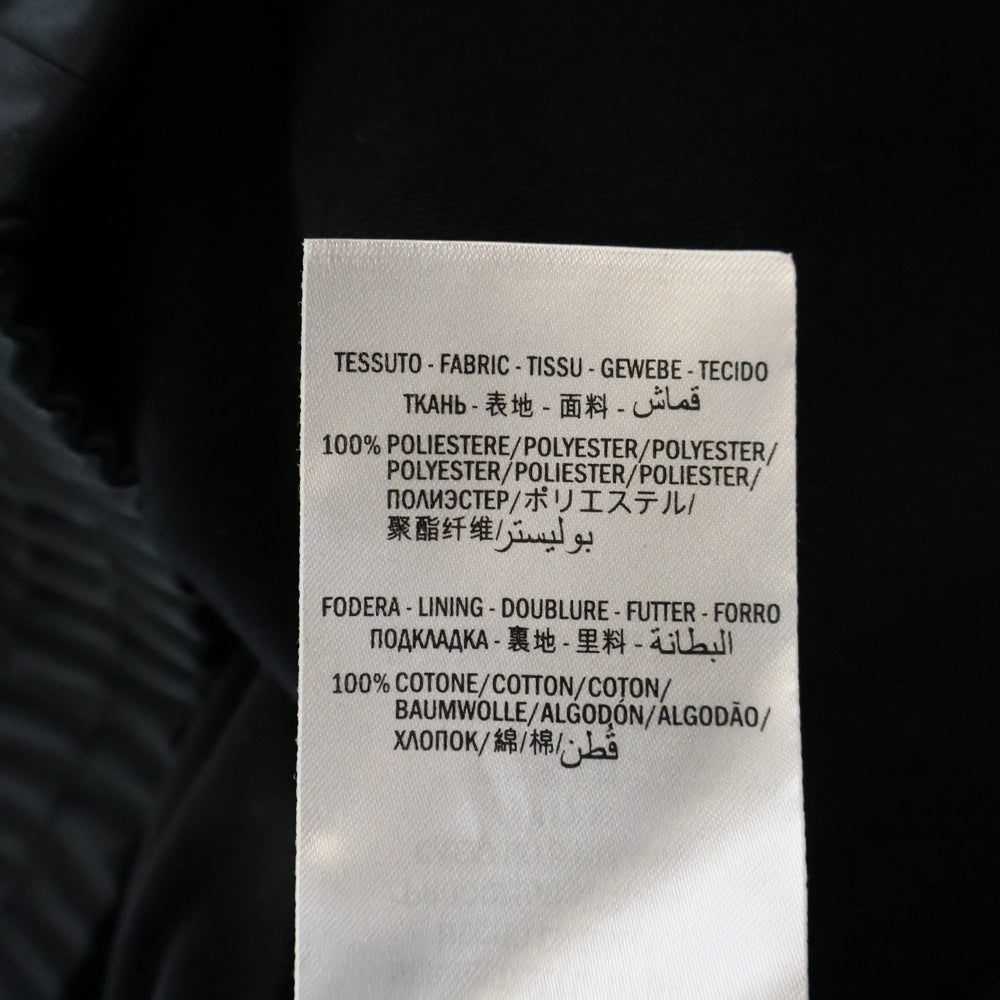 TESSUTO - FABRIC - TISSU - GEWEBE - TECIDO
ТКАНЬ - 表地 - 面料 - قماش
100% POLIESTERE/POLYESTER/POLYESTER/
POLYESTER/POLIESTER/POLIESTER/
ПОЛИЭСТЕР/ポリエステル/
聚酯纤维/بوليستر
FODERA - LINING - DOUBLURE - FUTTER - FORRO
ПОДКЛАДКА - 裏地 - 里料 - البطانة
100% COTONE/COTTON/COTON/
BAUMWOLLE/ALGODÓN/ALGODÃO/
ХЛОПОК/綿/棉/قُطن